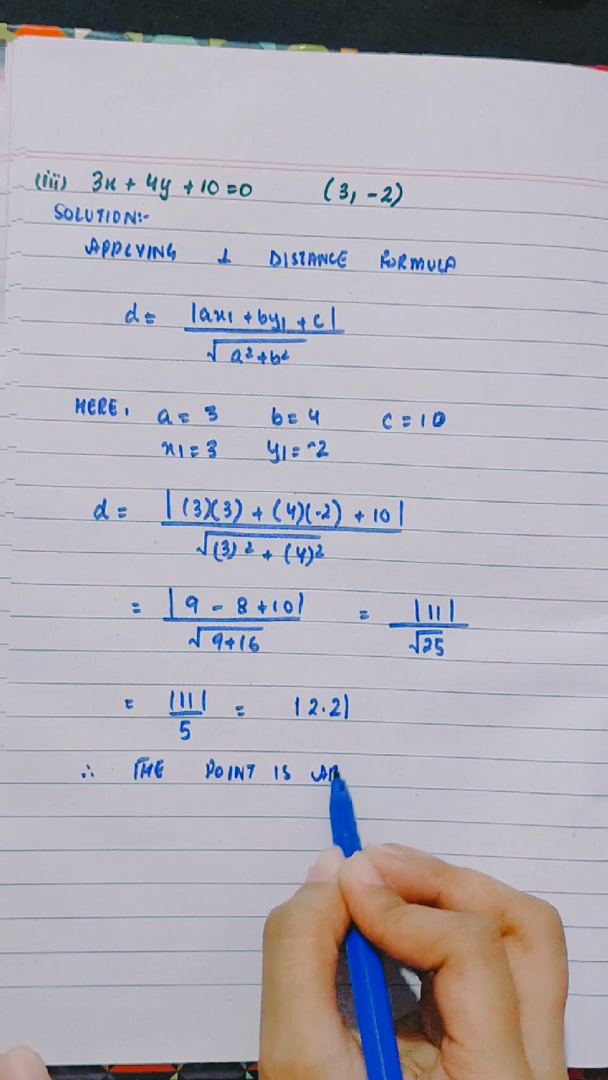 (iii) 3x + 4y + 10 = 0 (3, -2)
SOLUTION:-
APPLYING ⊥ DISTANCE FORMULA
d = |ax₁ + by₁ + c| / √(a² + b²)
HERE, a = 3 b = 4 c = 10
x₁ = 3 y₁ = -2
d = |(3)(3) + (4)(-2) + 10| / √((3)² + (4)²)
= |9 - 8 + 10| / √(9+16) = |11| / √25
= |11| / 5 = |2.2|
∴ THE POINT IS